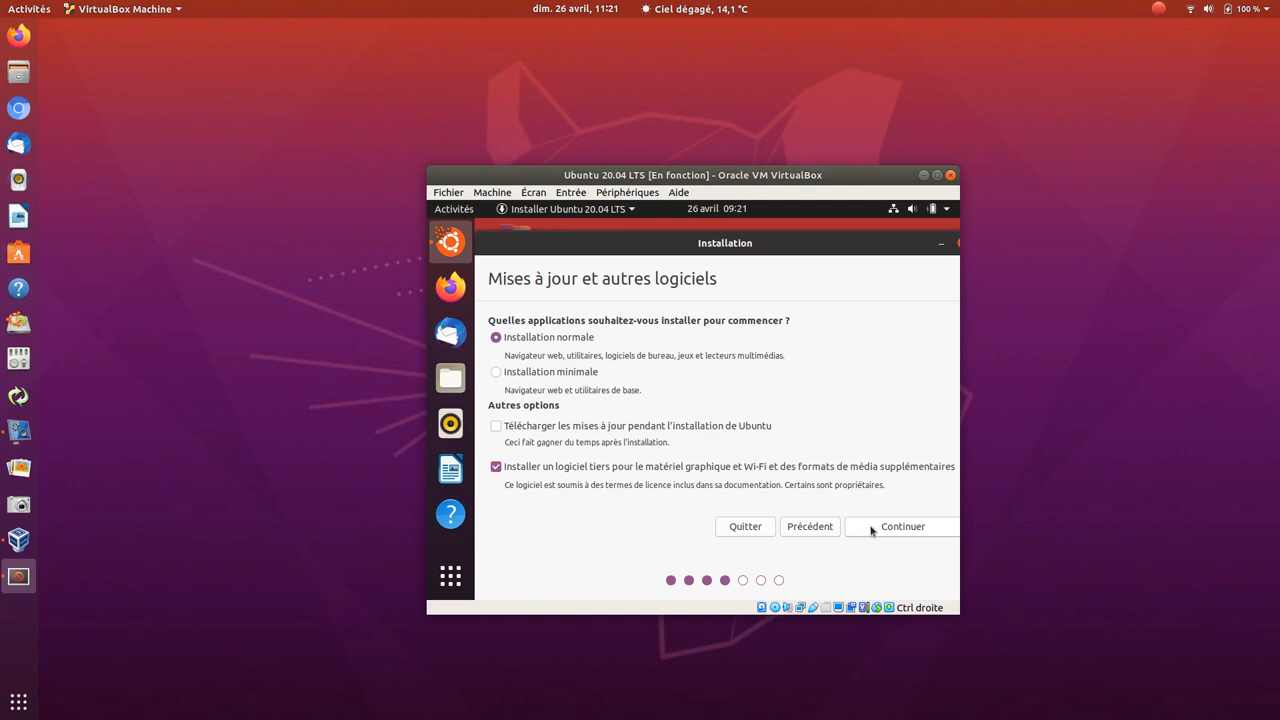 Activités VirtualBox Machine dim. 26 avril, 11:21 Ciel dégagé, 14,1 °C 100 %
Ubuntu 20.04 LTS [En fonction] - Oracle VM VirtualBox
Fichier Machine Écran Entrée Périphériques Aide
Activités Installer Ubuntu 20.04 LTS 26 avril 09:21
Installation
Mises à jour et autres logiciels
Quelles applications souhaitez-vous installer pour commencer ?
Installation normale
Navigateur web, utilitaires, logiciels de bureau, jeux et lecteurs multimédias.
Installation minimale
Navigateur web et utilitaires de base.
Autres options
Télécharger les mises à jour pendant l'installation de Ubuntu
Ceci fait gagner du temps après l'installation.
Installer un logiciel tiers pour le matériel graphique et Wi-Fi et des formats de média supplémentaires
Ce logiciel est soumis à des termes de licence inclus dans sa documentation. Certains sont propriétaires.
Quitter Précédent Continuer
Ctrl droite